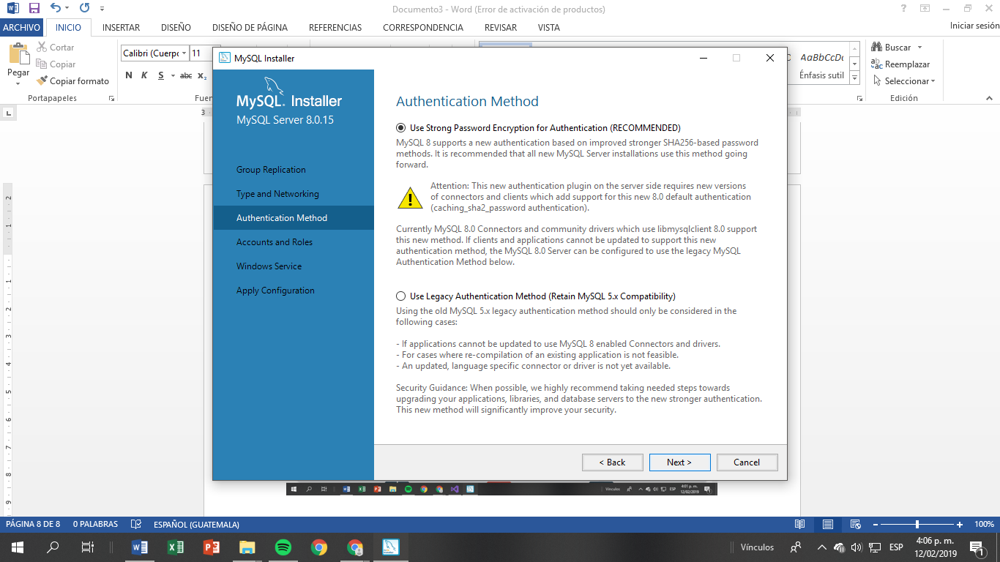 Documento3 - Word (Error de activación de productos)
ARCHIVO INICIO INSERTAR DISEÑO DISEÑO DE PÁGINA REFERENCIAS CORRESPONDENCIA REVISAR VISTA Iniciar sesión
Pegar
Cortar
Copiar
Copiar formato
Portapapeles
Calibri (Cuerpo 11
N K S abc x₂
Fuen
AaBbCcDc
Énfasis sutil
Buscar
Reemplazar
Seleccionar
Edición
MySQL Installer
MySQL. Installer
MySQL Server 8.0.15
Group Replication
Type and Networking
Authentication Method
Accounts and Roles
Windows Service
Apply Configuration
Authentication Method
Use Strong Password Encryption for Authentication (RECOMMENDED)
MySQL 8 supports a new authentication based on improved stronger SHA256-based password
methods. It is recommended that all new MySQL Server installations use this method going
forward.
Attention: This new authentication plugin on the server side requires new versions
of connectors and clients which add support for this new 8.0 default authentication
(caching_sha2_password authentication).
Currently MySQL 8.0 Connectors and community drivers which use libmysqlclient 8.0 support
this new method. If clients and applications cannot be updated to support this new
authentication method, the MySQL 8.0 Server can be configured to use the legacy MySQL
Authentication Method below.
Use Legacy Authentication Method (Retain MySQL 5.x Compatibility)
Using the old MySQL 5.x legacy authentication method should only be considered in the
following cases:
- If applications cannot be updated to use MySQL 8 enabled Connectors and drivers.
- For cases where re-compilation of an existing application is not feasible.
- An updated, language specific connector or driver is not yet available.
Security Guidance: When possible, we highly recommend taking needed steps towards
upgrading your applications, libraries, and database servers to the new stronger authentication.
This new method will significantly improve your security.
< Back Next > Cancel
Vínculos 4:01 p. m.
12/02/2019
PÁGINA 8 DE 8 0 PALABRAS ESPAÑOL (GUATEMALA) 100%
Vínculos ESP 4:06 p. m.
12/02/2019
1